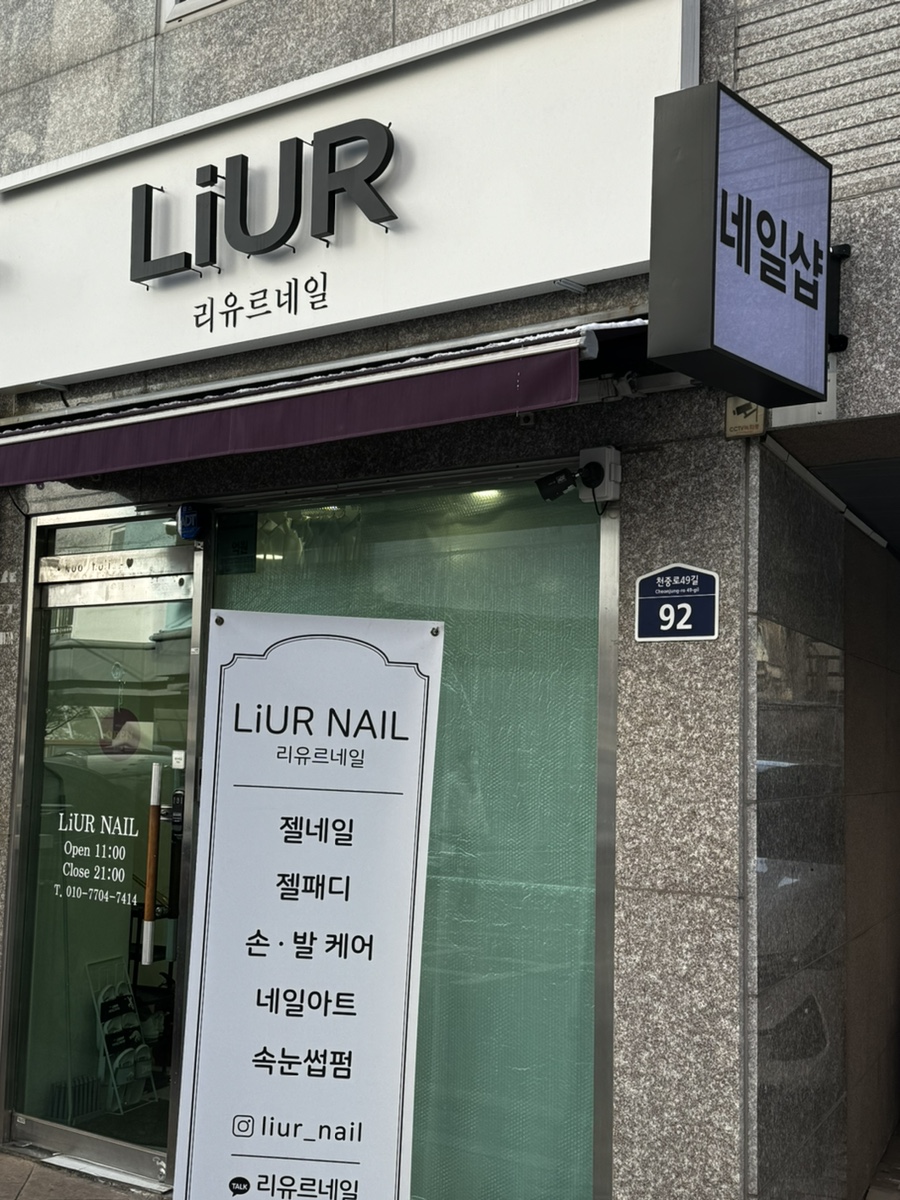 LiUR
리유르네일
네일샵
천중로49길
Cheonjung-ro 49-gil
92
LiUR NAIL
Open 11:00
Close 21:00
T. 010-7704-7414
LiUR NAIL
리유르네일
젤네일
젤패디
손·발 케어
네일아트
속눈썹펌
liur_nail
TALK 리유르네일